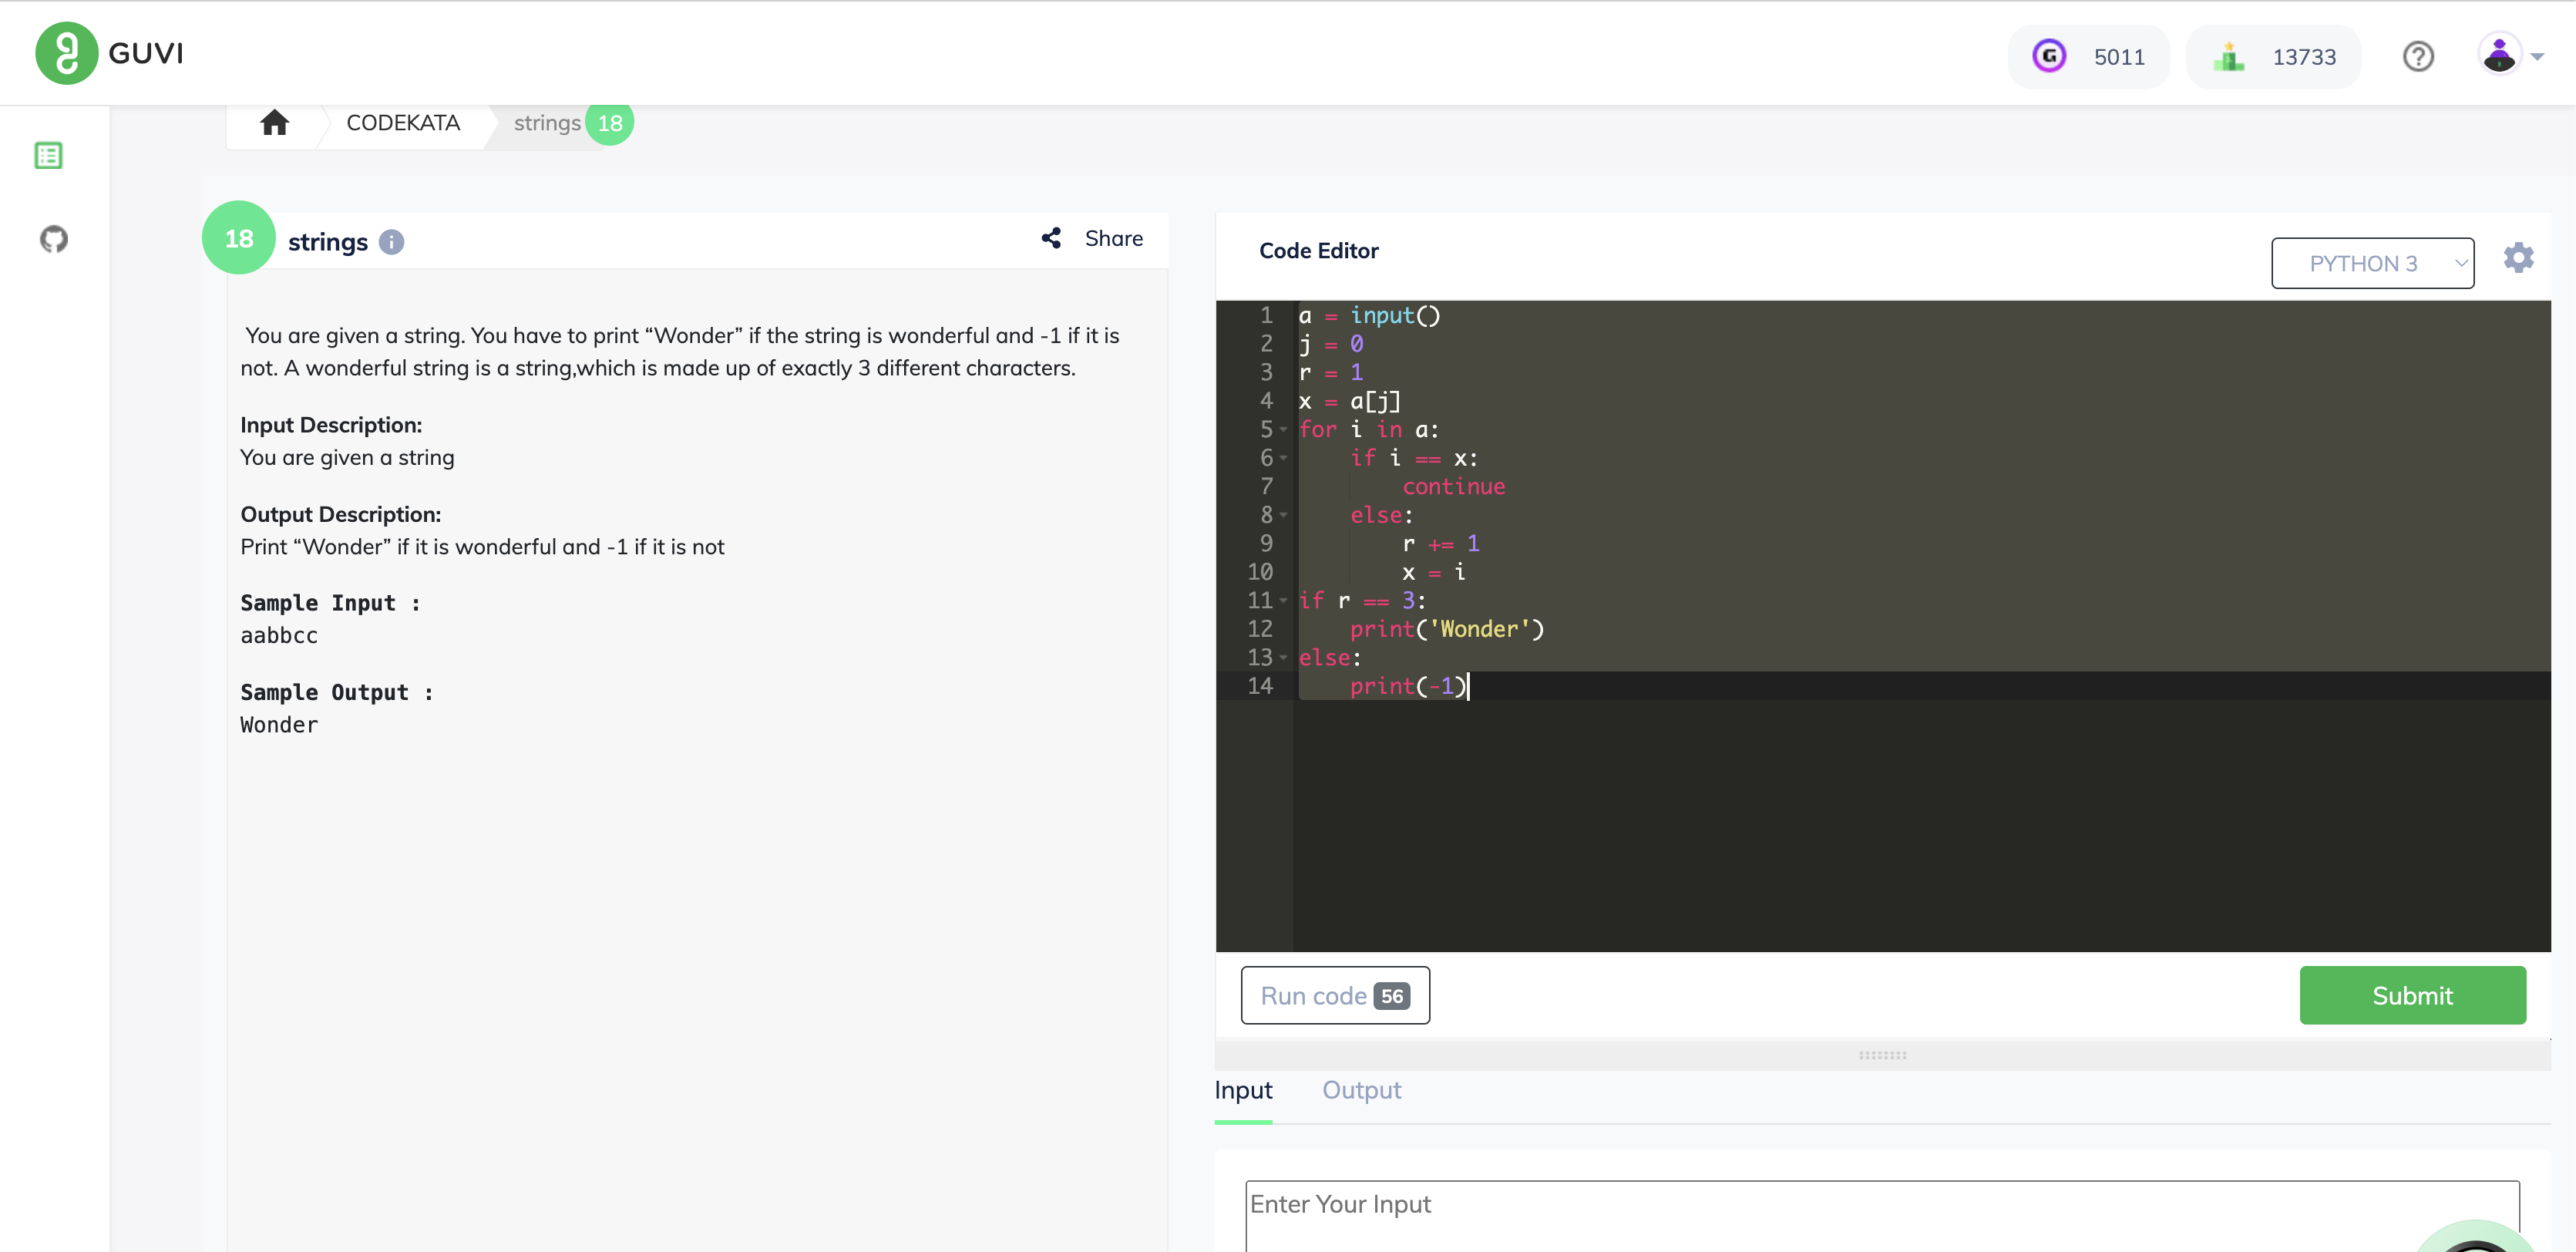 GUVI
5011
13733
CODEKATA
strings 18
18 strings
Share
You are given a string. You have to print “Wonder” if the string is wonderful and -1 if it is
not. A wonderful string is a string,which is made up of exactly 3 different characters.
Input Description:
You are given a string
Output Description:
Print “Wonder” if it is wonderful and -1 if it is not
Sample Input :
aabbcc
Sample Output :
Wonder
Code Editor
PYTHON 3
1 a = input()
2 j = 0
3 r = 1
4 x = a[j]
5 for i in a:
6     if i == x:
7         continue
8     else:
9         r += 1
10         x = i
11 if r == 3:
12     print('Wonder')
13 else:
14     print(-1)
Run code 56
Submit
Input
Output
Enter Your Input